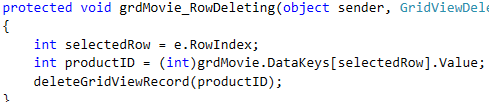 protected void grdMovie_RowDeleting(object sender, GridViewDele
{
int selectedRow = e.RowIndex;
int productID = (int)grdMovie.DataKeys[selectedRow].Value;
deleteGridViewRecord(productID);
}